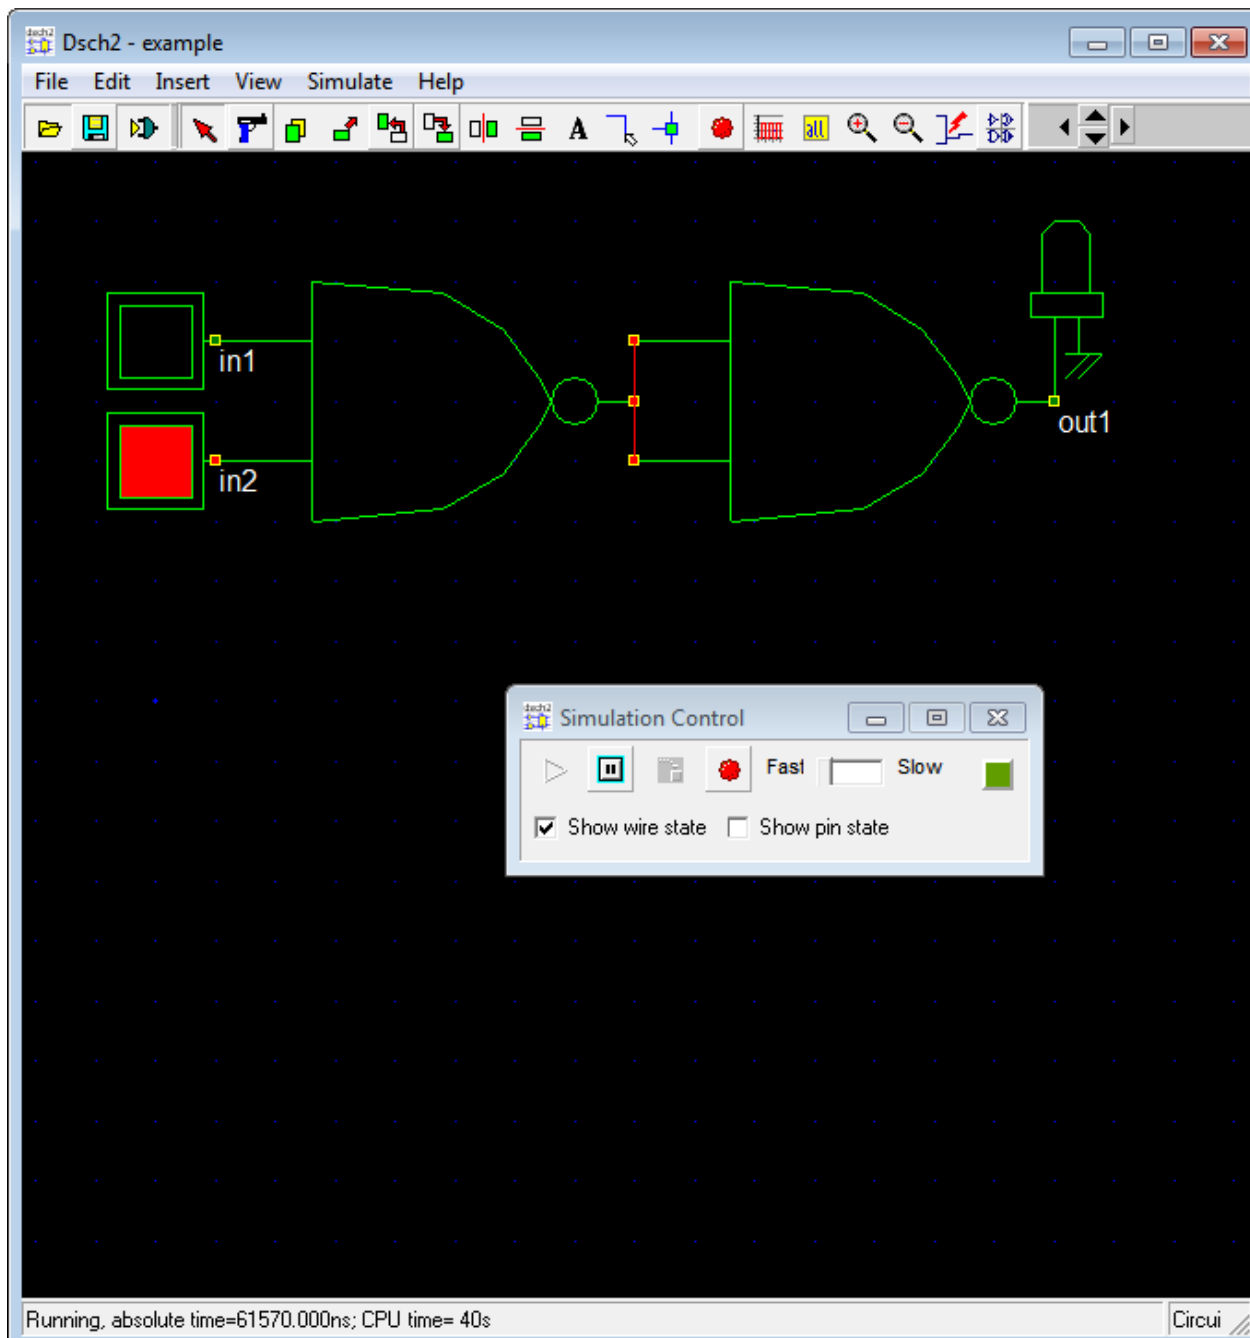 Dsch2 - example
File Edit Insert View Simulate Help
A
all
in1
in2
out1
Simulation Control
Fast Slow
Show wire state Show pin state
Running, absolute time=61570.000ns; CPU time= 40s
Circui